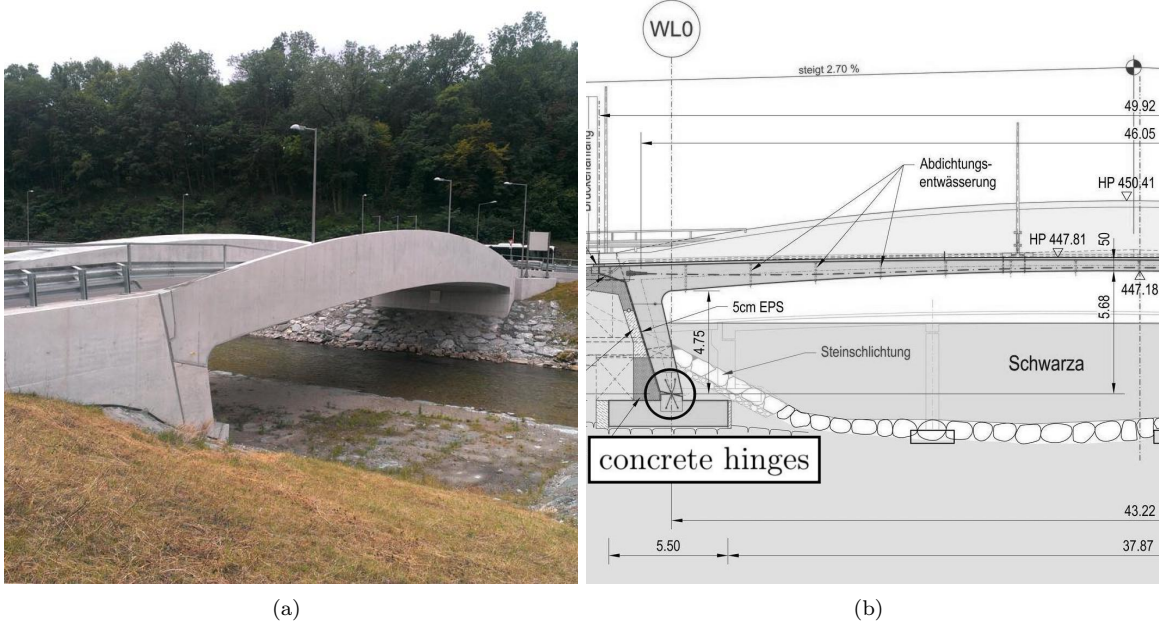 WL0
steigt 2.70 %
49.92
46.05
Abdichtungs-
entwässerung
HP 450.41
HP 447.81
50
447.18
5cm EPS
4.75
5.68
Steinschlichtung
Schwarza
concrete hinges
43.22
5.50
37.87
(a)
(b)